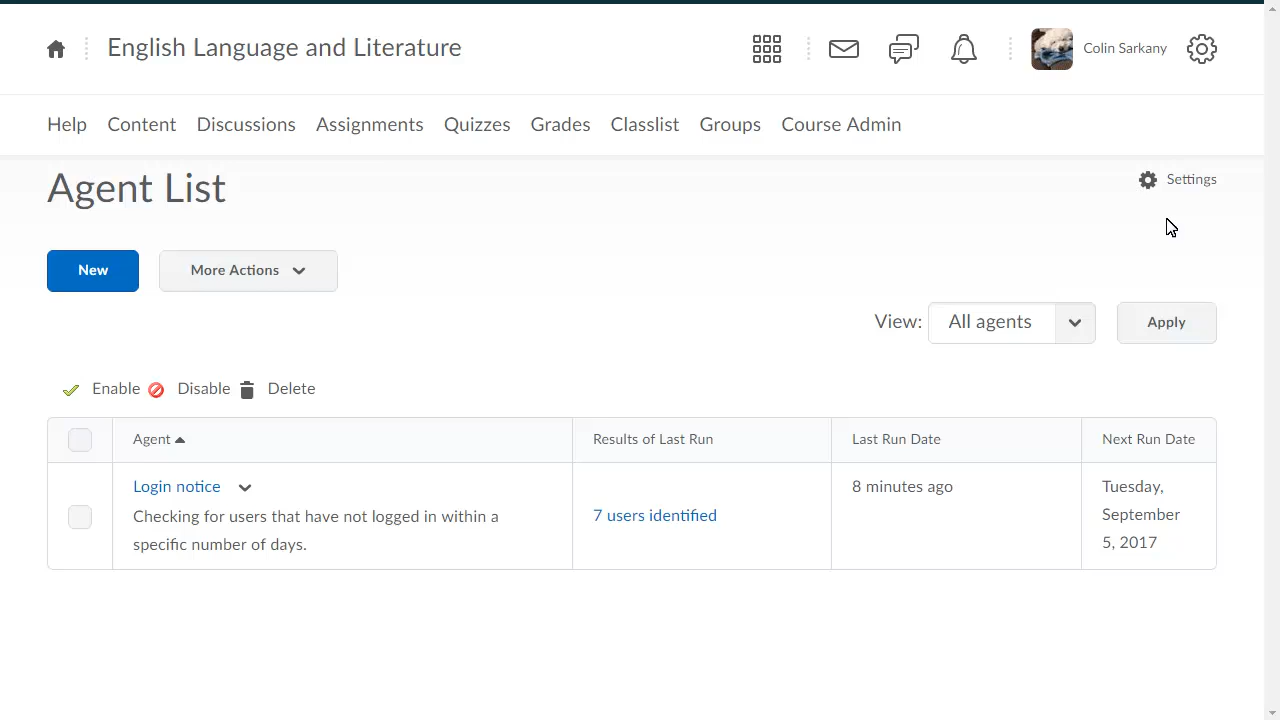 English Language and Literature
Colin Sarkany
Help Content Discussions Assignments Quizzes Grades Classlist Groups Course Admin
Agent List
Settings
New More Actions
View: All agents Apply
Enable Disable Delete
Agent Results of Last Run Last Run Date Next Run Date
Login notice
Checking for users that have not logged in within a
specific number of days.
7 users identified
8 minutes ago
Tuesday,
September
5, 2017